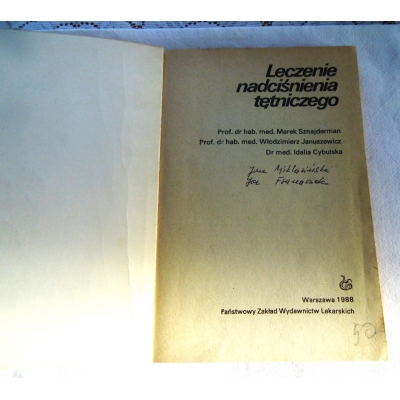 Leczenie
nadciśnienia
tętniczego
Prof. dr hab. med. Marek Sznajderman
Prof. dr hab. med. Włodzimierz Januszewicz
Dr med. Idalia Cybulska
Warszawa 1988
Państwowy Zakład Wydawnictw Lekarskich
50